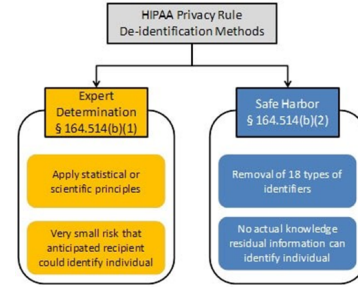 HIPAA Privacy Rule
De-identification Methods
Expert
Determination
§ 164.514(b)(1)
Apply statistical or
scientific principles
Very small risk that
anticipated recipient
could identify individual
Safe Harbor
§ 164.514(b)(2)
Removal of 18 types of
identifiers
No actual knowledge
residual information can
identify individual